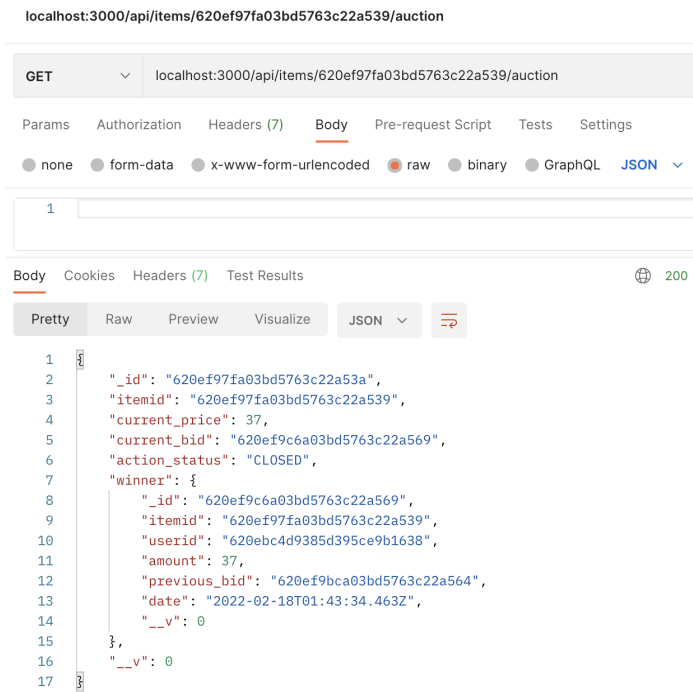 localhost:3000/api/items/620ef97fa03bd5763c22a539/auction
GET localhost:3000/api/items/620ef97fa03bd5763c22a539/auction
Params Authorization Headers (7) Body Pre-request Script Tests Settings
none form-data x-www-form-urlencoded raw binary GraphQL JSON
1
Body Cookies Headers (7) Test Results 200
Pretty Raw Preview Visualize JSON
1 {
2 "_id": "620ef97fa03bd5763c22a53a",
3 "itemid": "620ef97fa03bd5763c22a539",
4 "current_price": 37,
5 "current_bid": "620ef9c6a03bd5763c22a569",
6 "action_status": "CLOSED",
7 "winner": {
8 "_id": "620ef9c6a03bd5763c22a569",
9 "itemid": "620ef97fa03bd5763c22a539",
10 "userid": "620ebc4d9385d395ce9b1638",
11 "amount": 37,
12 "previous_bid": "620ef9bca03bd5763c22a564",
13 "date": "2022-02-18T01:43:34.463Z",
14 "__v": 0
15 },
16 "__v": 0
17 }